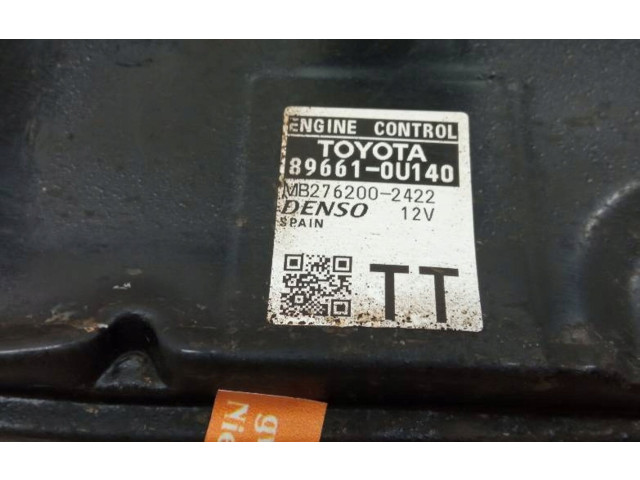 ENGINE CONTROL
TOYOTA
89661-0U140
MB276200-2422
DENSO 12V
SPAIN
TT